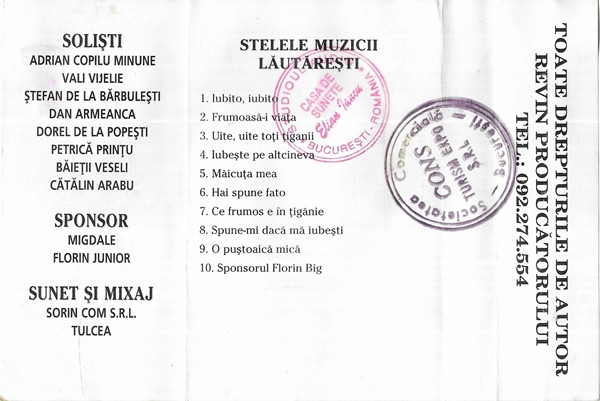 SOLIȘTI
ADRIAN COPILU MINUNE
VALI VIJELIE
ȘTEFAN DE LA BĂRBULEȘTI
DAN ARMEANCA
DOREL DE LA POPEȘTI
PETRICĂ PRINȚU
BĂIEȚII VESELI
CĂTĂLIN ARABU
SPONSOR
MIGDALE
FLORIN JUNIOR
SUNET ȘI MIXAJ
SORIN COM S.R.L.
TULCEA
STELELE MUZICII
LĂUTĂREȘTI
1. Iubito, iubito
2. Frumoasă-i viața
3. Uite, uite toți țiganii
4. Iubește pe altcineva
5. Măicuța mea
6. Hai spune fato
7. Ce frumos e în țigănie
8. Spune-mi dacă mă iubești
9. O puștoaică mică
10. Sponsorul Florin Big
CASA DE
SUNETE
BUCUREȘTI - ROMÂNIA
Societatea Comercială
CONS
TURISM EXPO
S.R.L.
București
TOATE DREPTURILE DE AUTOR
REVIN PRODUCĂTORULUI
TEL.: 092.274.554